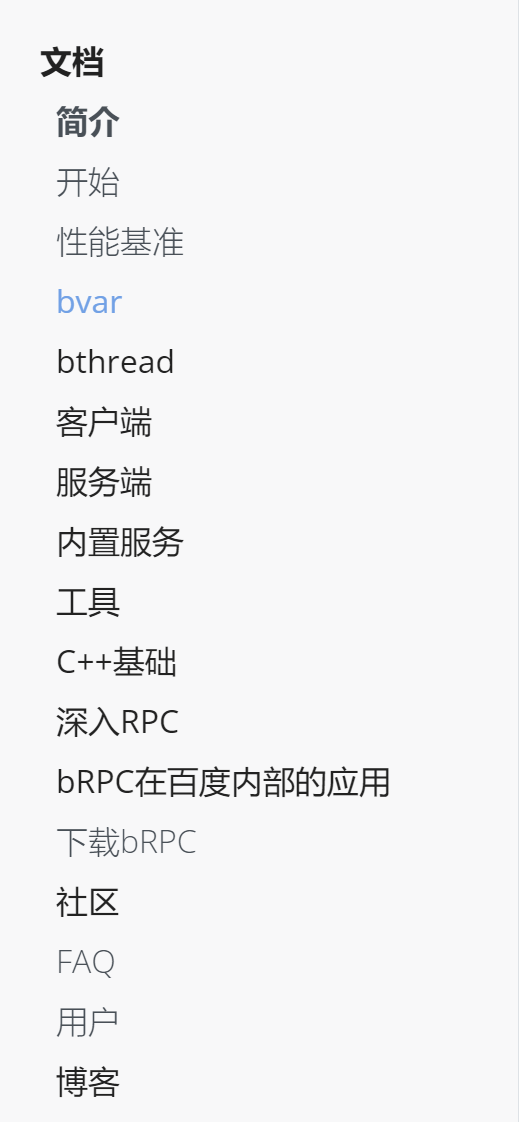 文档
简介
开始
性能基准
bvar
bthread
客户端
服务端
内置服务
工具
C++基础
深入RPC
bRPC在百度内部的应用
下载bRPC
社区
FAQ
用户
博客